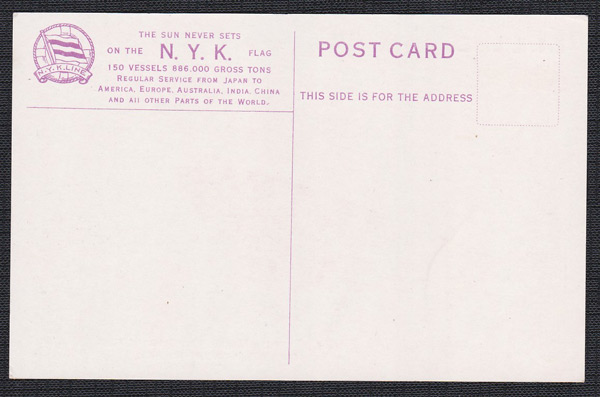 N.Y.K.LINE
THE SUN NEVER SETS
ON THE N. Y. K. FLAG
150 VESSELS 886,000 GROSS TONS
REGULAR SERVICE FROM JAPAN TO
AMERICA, EUROPE, AUSTRALIA, INDIA, CHINA
AND All OTHER PARTS OF THE WORLD.
POST CARD
THIS SIDE IS FOR THE ADDRESS